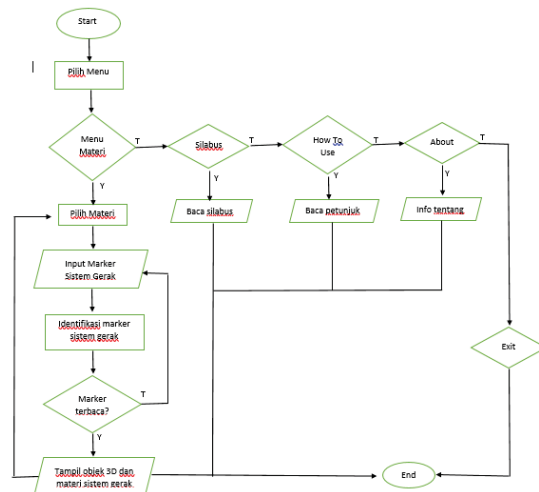 Start
Pilih Menu
Menu
Materi
T
Silabus
T
How To
Use
T
About
T
Y
Y
Y
Y
Pilih Materi
Baca silabus
Baca petunjuk
Info tentang
Input Marker
Sistem Gerak
Identifikasi marker
sistem gerak
Exit
Marker
terbaca?
T
Y
Tampil objek 3D dan
materi sistem gerak
End